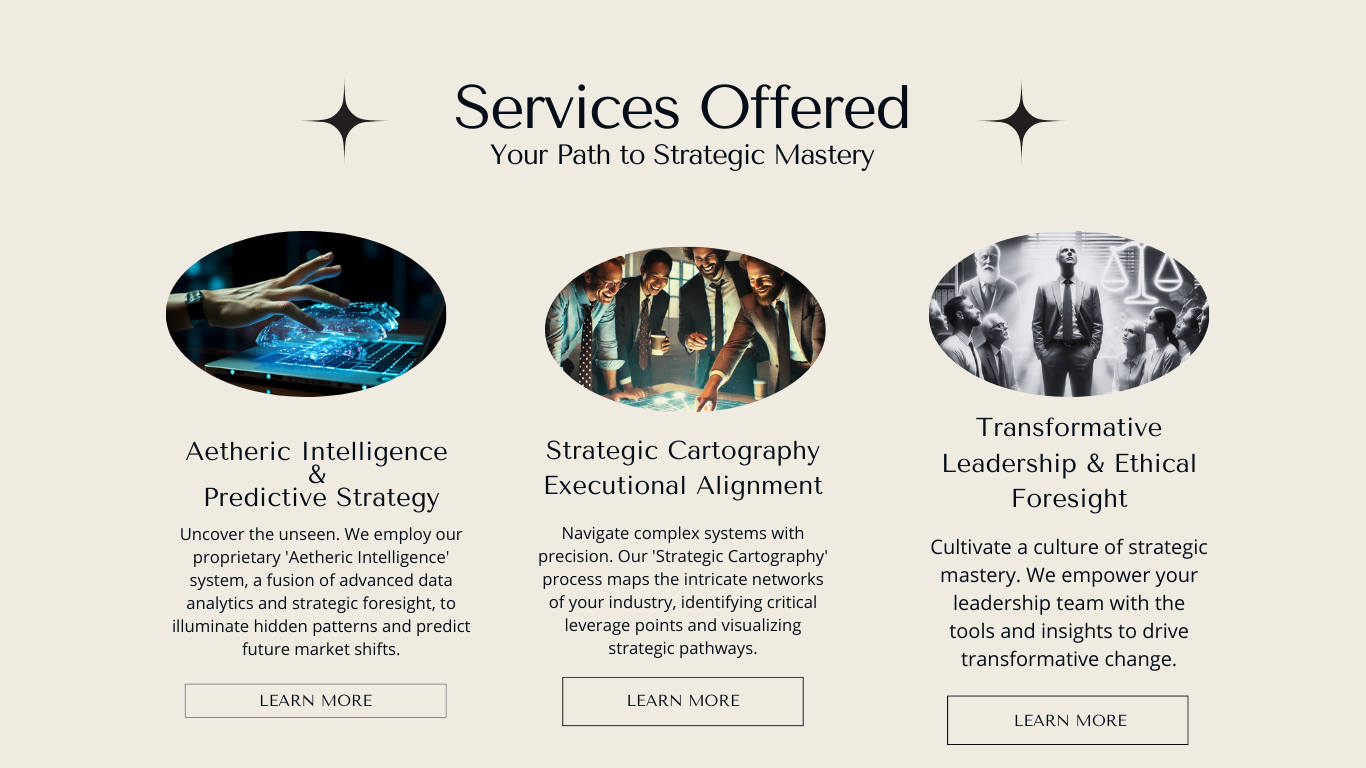 Services Offered
Your Path to Strategic Mastery
Aetheric Intelligence
&
Predictive Strategy
Uncover the unseen. We employ our
proprietary 'Aetheric Intelligence'
system, a fusion of advanced data
analytics and strategic foresight, to
illuminate hidden patterns and predict
future market shifts.
LEARN MORE
Strategic Cartography
Executional Alignment
Navigate complex systems with
precision. Our 'Strategic Cartography'
process maps the intricate networks
of your industry, identifying critical
leverage points and visualizing
strategic pathways.
LEARN MORE
Transformative
Leadership & Ethical
Foresight
Cultivate a culture of strategic
mastery. We empower your
leadership team with the
tools and insights to drive
transformative change.
LEARN MORE